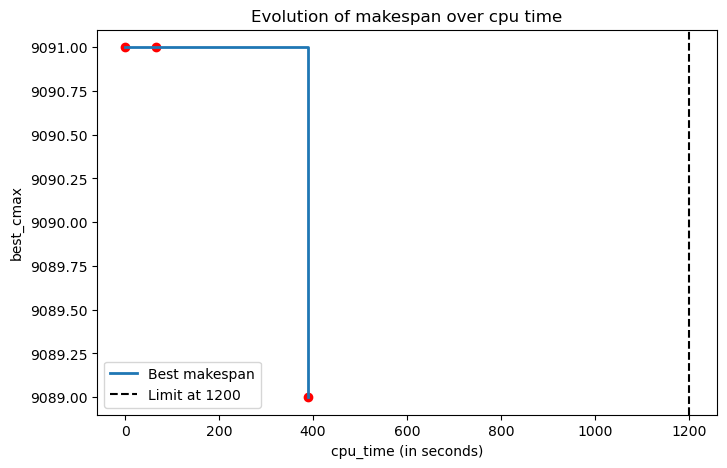 Evolution of makespan over cpu time
best_cmax
9091.00
9090.75
9090.50
9090.25
9090.00
9089.75
9089.50
9089.25
9089.00
Best makespan
Limit at 1200
0 200 400 600 800 1000 1200
cpu_time (in seconds)